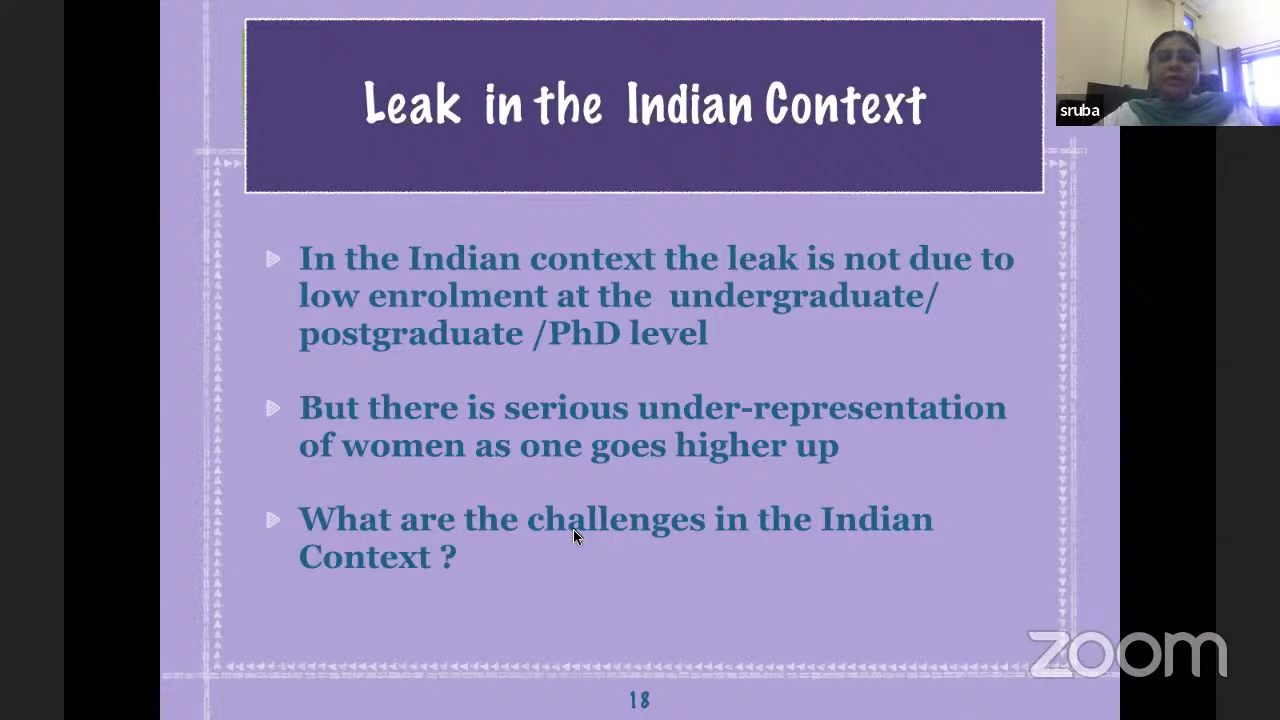 Leak in the Indian Context
sruba
In the Indian context the leak is not due to
low enrolment at the undergraduate/
postgraduate /PhD level
But there is serious under-representation
of women as one goes higher up
What are the challenges in the Indian
Context ?
zoom
18